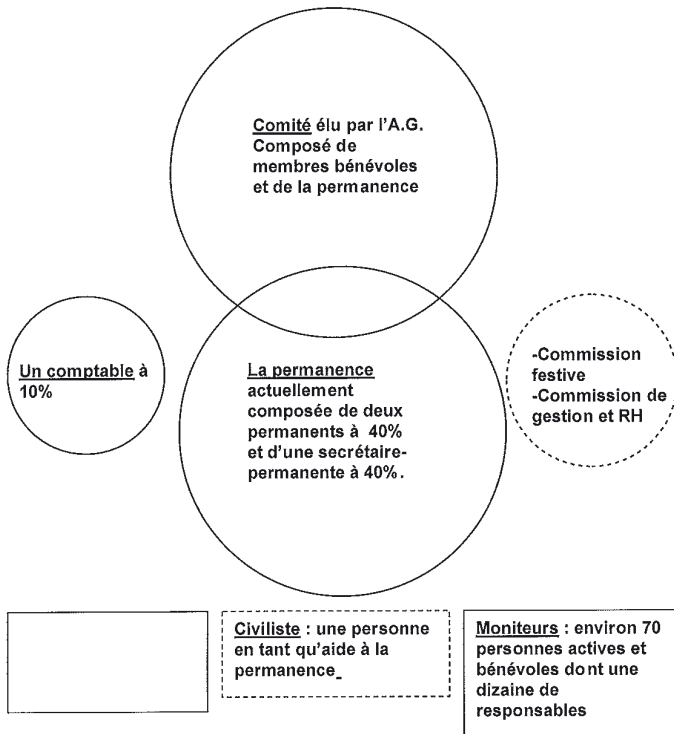 Comité élu par l'A.G.
Composé de
membres bénévoles
et de la permanence
Un comptable à
10%
La permanence
actuellement
composée de deux
permanents à 40%
et d'une secrétaire-
permanente à 40%.
-Commission
festive
-Commission de
gestion et RH
Civiliste : une personne
en tant qu'aide à la
permanence_
Moniteurs : environ 70
personnes actives et
bénévoles dont une
dizaine de
responsables